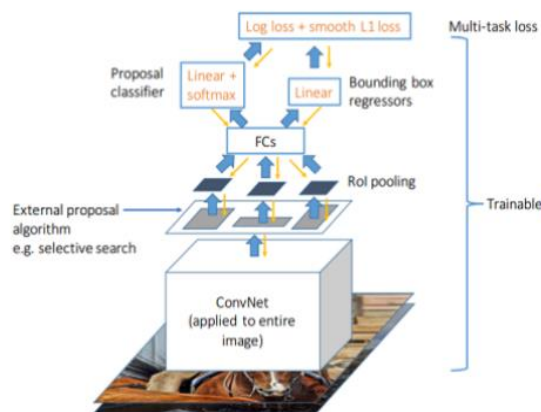 Log loss + smooth L1 loss
Multi-task loss
Proposal
classifier
Linear +
softmax
Linear
Bounding box
regressors
FCs
RoI pooling
External proposal
algorithm
e.g. selective search
Trainable
ConvNet
(applied to entire
image)